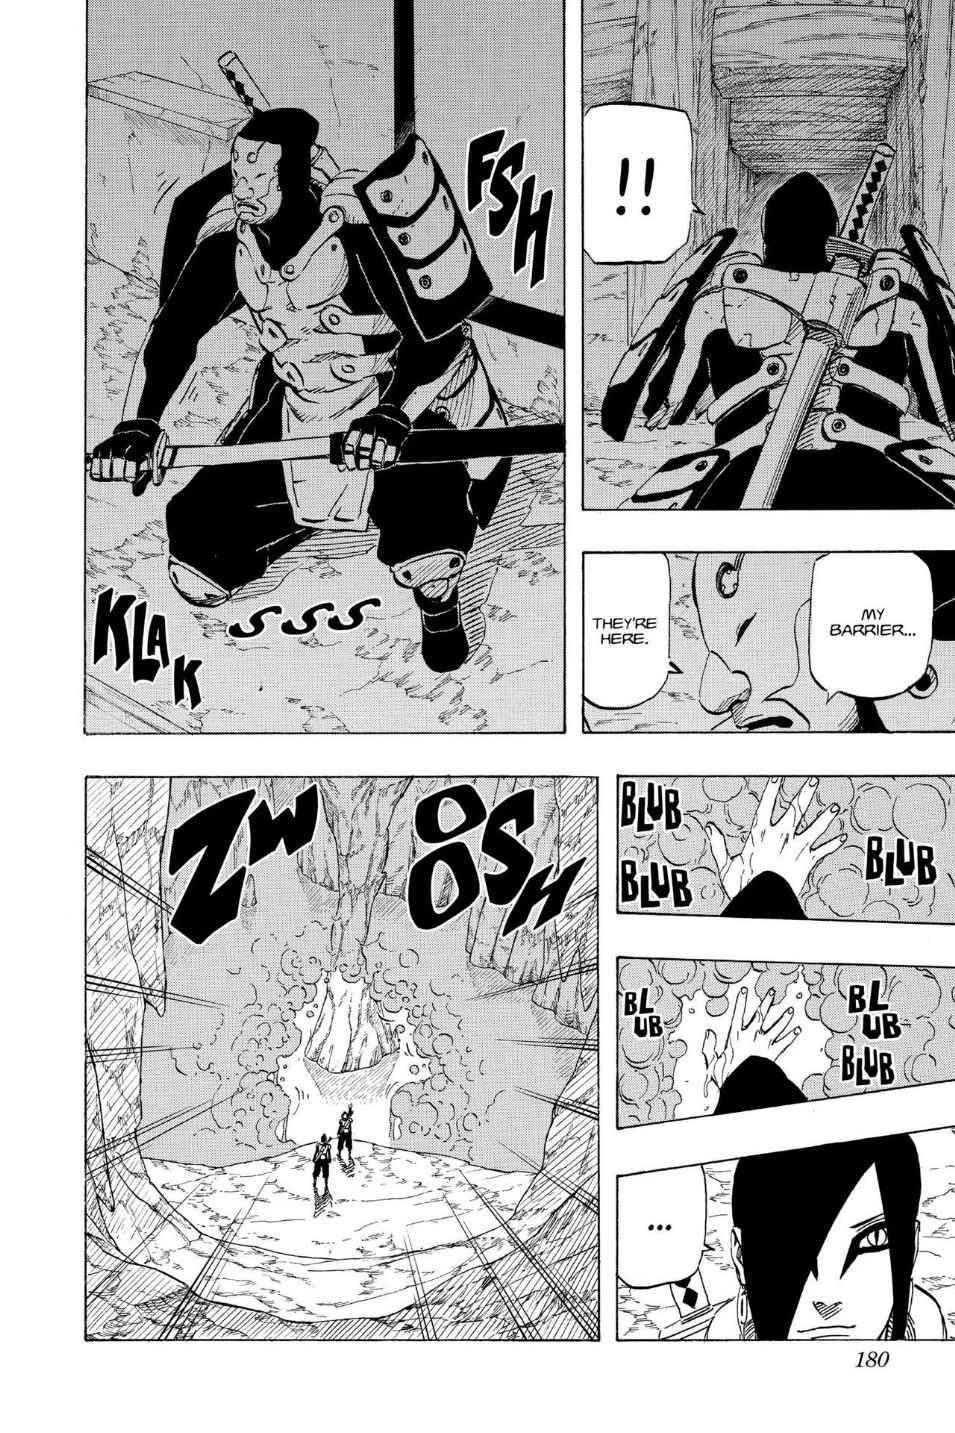 !!
MY
BARRIER...
THEY'RE
HERE.
FSH
SSS
KLAK
BLUB
BLUB
BLUB
BLUB
BLUB
BLUB
...
ZWOOSH
180